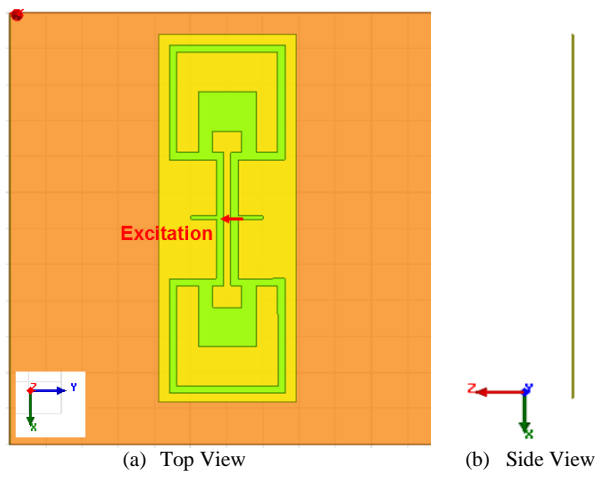 Excitation
Z Y
X
Z Y
X
(a) Top View (b) Side View